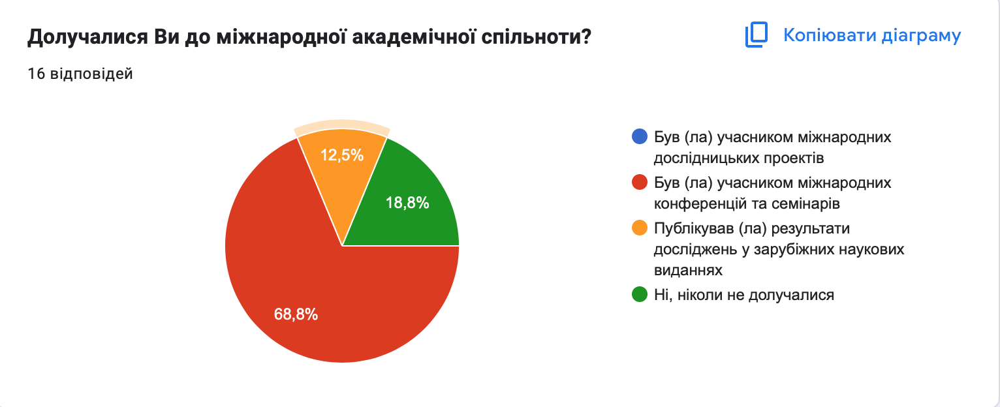 Долучалися Ви до міжнародної академічної спільноти?
Копіювати діаграму
16 відповідей
12,5%
18,8%
68,8%
Був (ла) учасником міжнародних
дослідницьких проектів
Був (ла) учасником міжнародних
конференцій та семінарів
Публікував (ла) результати
досліджень у зарубіжних наукових
виданнях
Ні, ніколи не долучалися